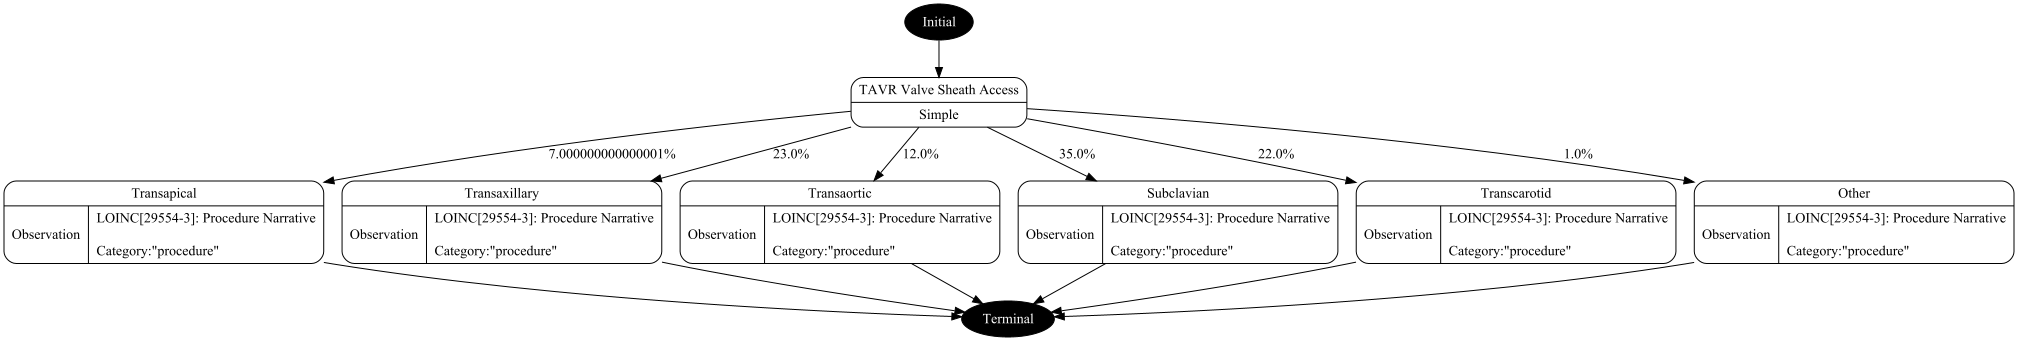 Initial
TAVR Valve Sheath Access
Simple
7.000000000000001%
23.0%
12.0%
35.0%
22.0%
1.0%
Transapical
Observation
LOINC[29554-3]: Procedure Narrative
Category:"procedure"
Transaxillary
Observation
LOINC[29554-3]: Procedure Narrative
Category:"procedure"
Transaortic
Observation
LOINC[29554-3]: Procedure Narrative
Category:"procedure"
Subclavian
Observation
LOINC[29554-3]: Procedure Narrative
Category:"procedure"
Transcarotid
Observation
LOINC[29554-3]: Procedure Narrative
Category:"procedure"
Other
Observation
LOINC[29554-3]: Procedure Narrative
Category:"procedure"
Terminal